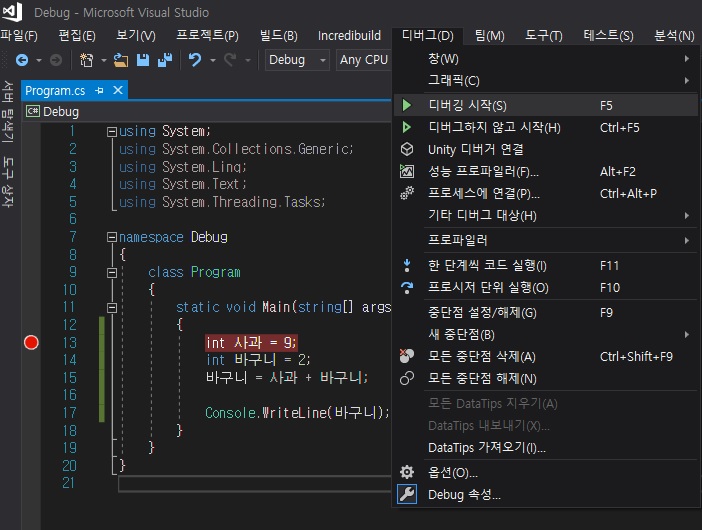 Debug - Microsoft Visual Studio
파일(F) 편집(E) 보기(V) 프로젝트(P) 빌드(B) Incredibuild 디버그(D) 팀(M) 도구(T) 테스트(S) 분석(N)
Debug Any CPU
서버 탐색기
도구 상자
Program.cs
C# Debug
1 using System;
2 using System.Collections.Generic;
3 using System.Linq;
4 using System.Text;
5 using System.Threading.Tasks;
6
7 namespace Debug
8 {
9 class Program
10 {
11 static void Main(string[] args
12 {
13 int 사과 = 9;
14 int 바구니 = 2;
15 바구니 = 사과 + 바구니;
16
17 Console.WriteLine(바구니);
18 }
19 }
20 }
21
창(W)
그래픽(C)
디버깅 시작(S) F5
디버그하지 않고 시작(H) Ctrl+F5
Unity 디버거 연결
성능 프로파일러(F)... Alt+F2
프로세스에 연결(P)... Ctrl+Alt+P
기타 디버그 대상(H)
프로파일러
한 단계씩 코드 실행(I) F11
프로시저 단위 실행(O) F10
중단점 설정/해제(G) F9
새 중단점(B)
모든 중단점 삭제(A) Ctrl+Shift+F9
모든 중단점 해제(N)
모든 DataTips 지우기(A)
DataTips 내보내기(X)...
DataTips 가져오기(I)...
옵션(O)...
Debug 속성...